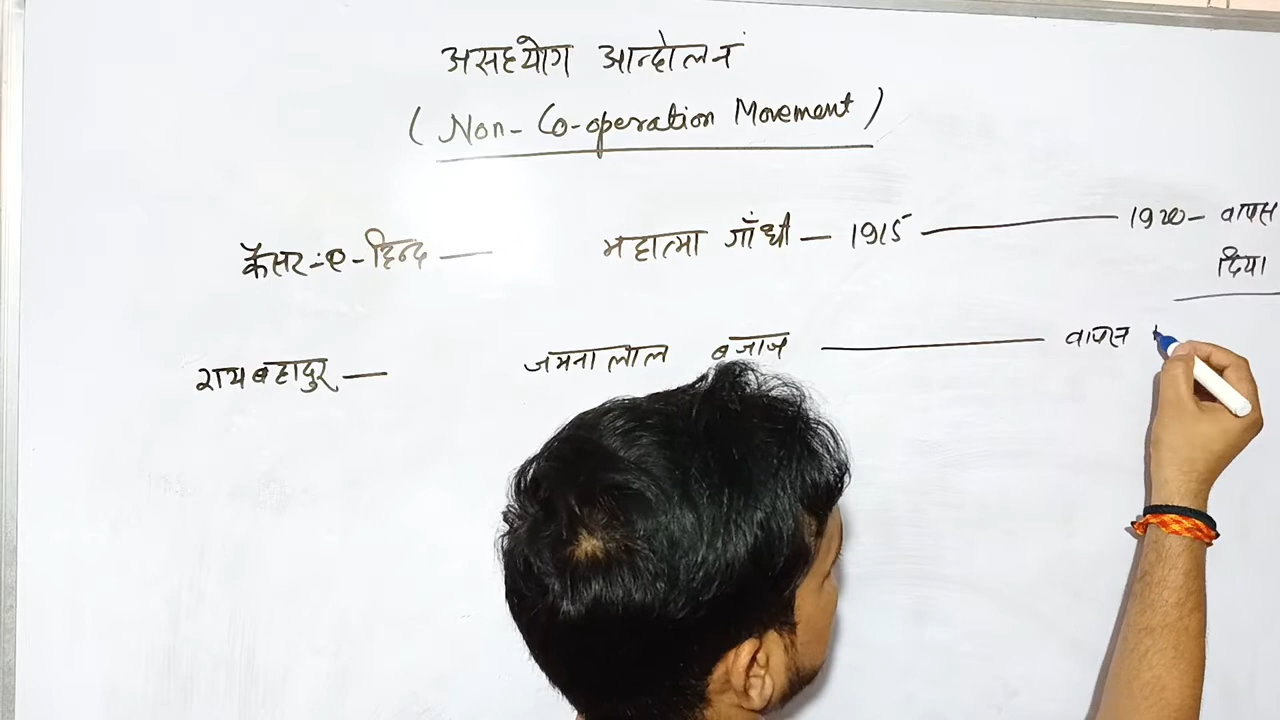 असहयोग आन्दोलनं
( Non- Co-operation Movement )
कैसर-ए-हिन्द — महात्मा गाँधी — 1915 — 1920 - वापस
दिया
रायबहादुर — जमनालाल बजाज — वापस